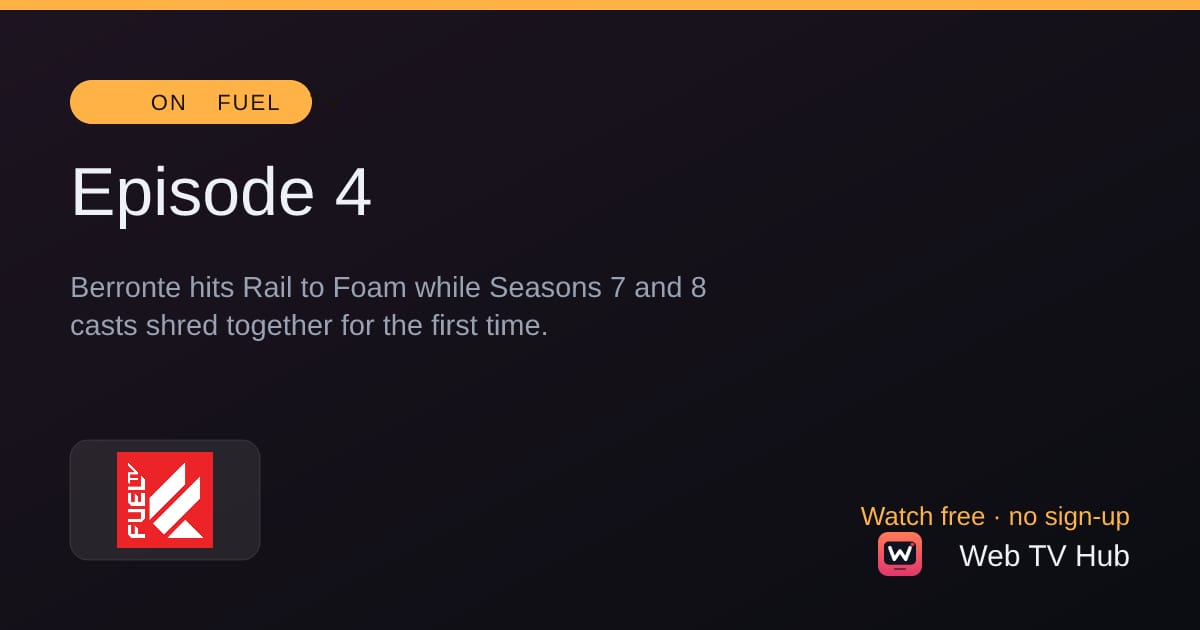 ON FUEL
Episode 4
Berronte hits Rail to Foam while Seasons 7 and 8
casts shred together for the first time.
FUEL TV
Watch free · no sign-up
W
Web TV Hub